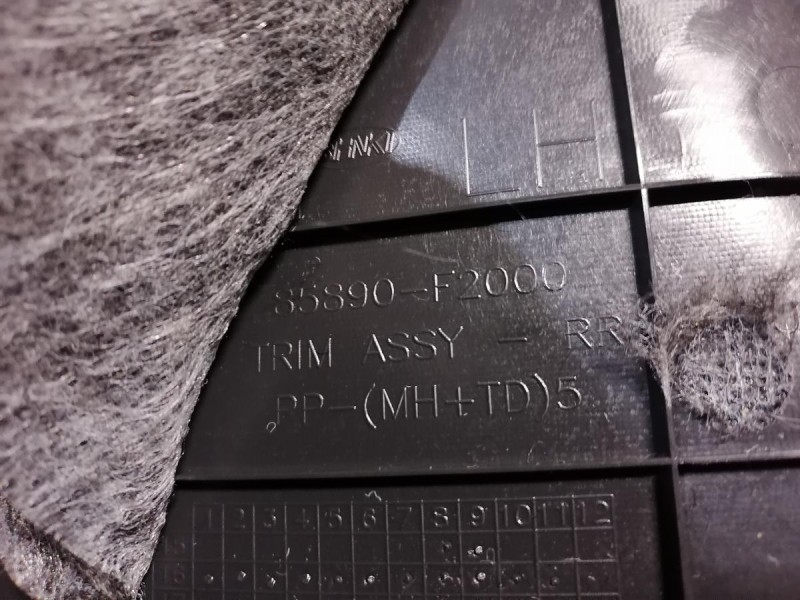 LH
85890-F2000
TRIM ASSY - RR
PP-(MH+TD)5
1 2 3 4 5 6 7 8 9 10 11 12